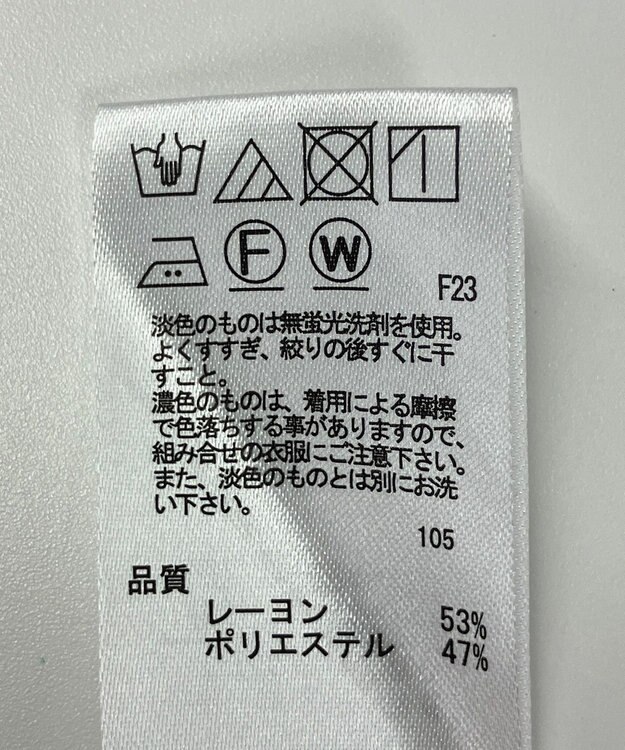 F W
F23
淡色のものは無蛍光洗剤を使用。
よくすすぎ、絞りの後すぐに干
すこと。
濃色のものは、着用による摩擦
で色落ちする事がありますので、
組み合せの衣服にご注意下さい。
また、淡色のものとは別にお洗
い下さい。
105
品質
レーヨン 53%
ポリエステル 47%